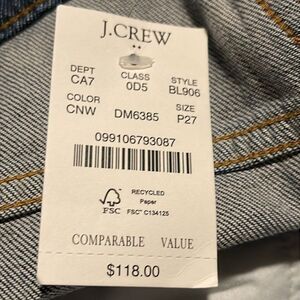 J.CREW
DEPT CLASS STYLE
CA7 0D5 BL906
COLOR SIZE
CNW DM6385 P27
099106793087
RECYCLED
Paper
FSC FSC® C134125
COMPARABLE VALUE
$118.00